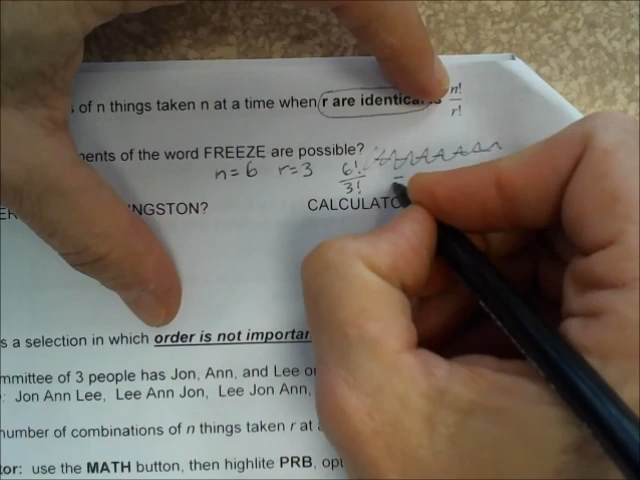 of n things taken n at a time when r are identical is n!/r!
ments of the word FREEZE are possible?
n = 6 r = 3 6!/3! =
ER NGSTON? CALCULATO
s a selection in which order is not importan
mmittee of 3 people has Jon, Ann, and Lee o
: Jon Ann Lee, Lee Ann Jon, Lee Jon Ann,
number of combinations of n things taken r at
tor: use the MATH button, then highlite PRB, op